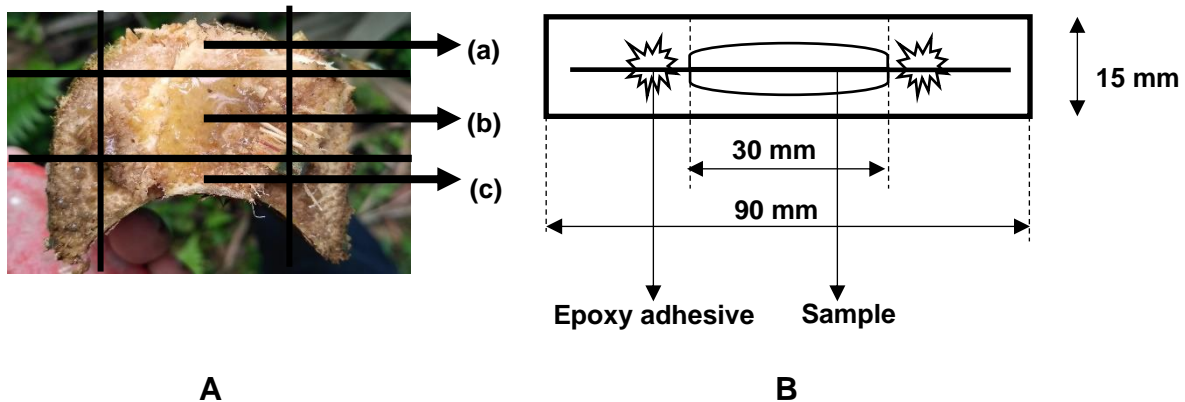 (a)
(b)
(c)
15 mm
30 mm
90 mm
Epoxy adhesive
Sample
A
B